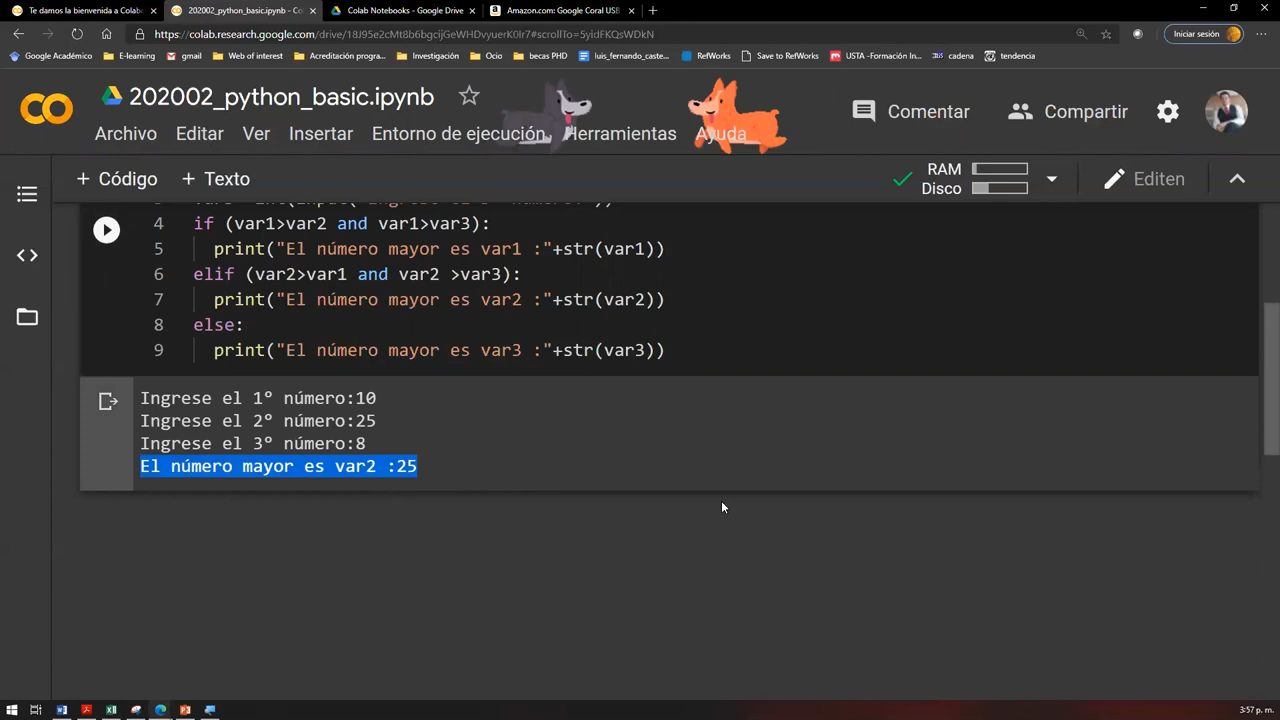 Te damos la bienvenida a Colabo
202002_python_basic.ipynb - Co
Colab Notebooks - Google Drive
Amazon.com: Google Coral USB
https://colab.research.google.com/drive/18J95e2cMt8b6bgcijGeWHDvyuerK0Ir7#scrollTo=5yidFKQsWDkN
Iniciar sesión
Google Académico
E-Learning
gmail
Web of interest
Acreditación progra...
Investigación
Ocio
becas PHD
luis_fernando_caste...
RefWorks
Save to RefWorks
USTA -Formación In...
cadena
tendencia
202002_python_basic.ipynb
Comentar
Compartir
Archivo Editar Ver Insertar Entorno de ejecución Herramientas Ayuda
+ Código + Texto
RAM
Disco
Editen
4 if (var1>var2 and var1>var3):
5 print("El número mayor es var1 :"+str(var1))
6 elif (var2>var1 and var2 >var3):
7 print("El número mayor es var2 :"+str(var2))
8 else:
9 print("El número mayor es var3 :"+str(var3))
Ingrese el 1º número:10
Ingrese el 2º número:25
Ingrese el 3º número:8
El número mayor es var2 :25
3:57 p. m.